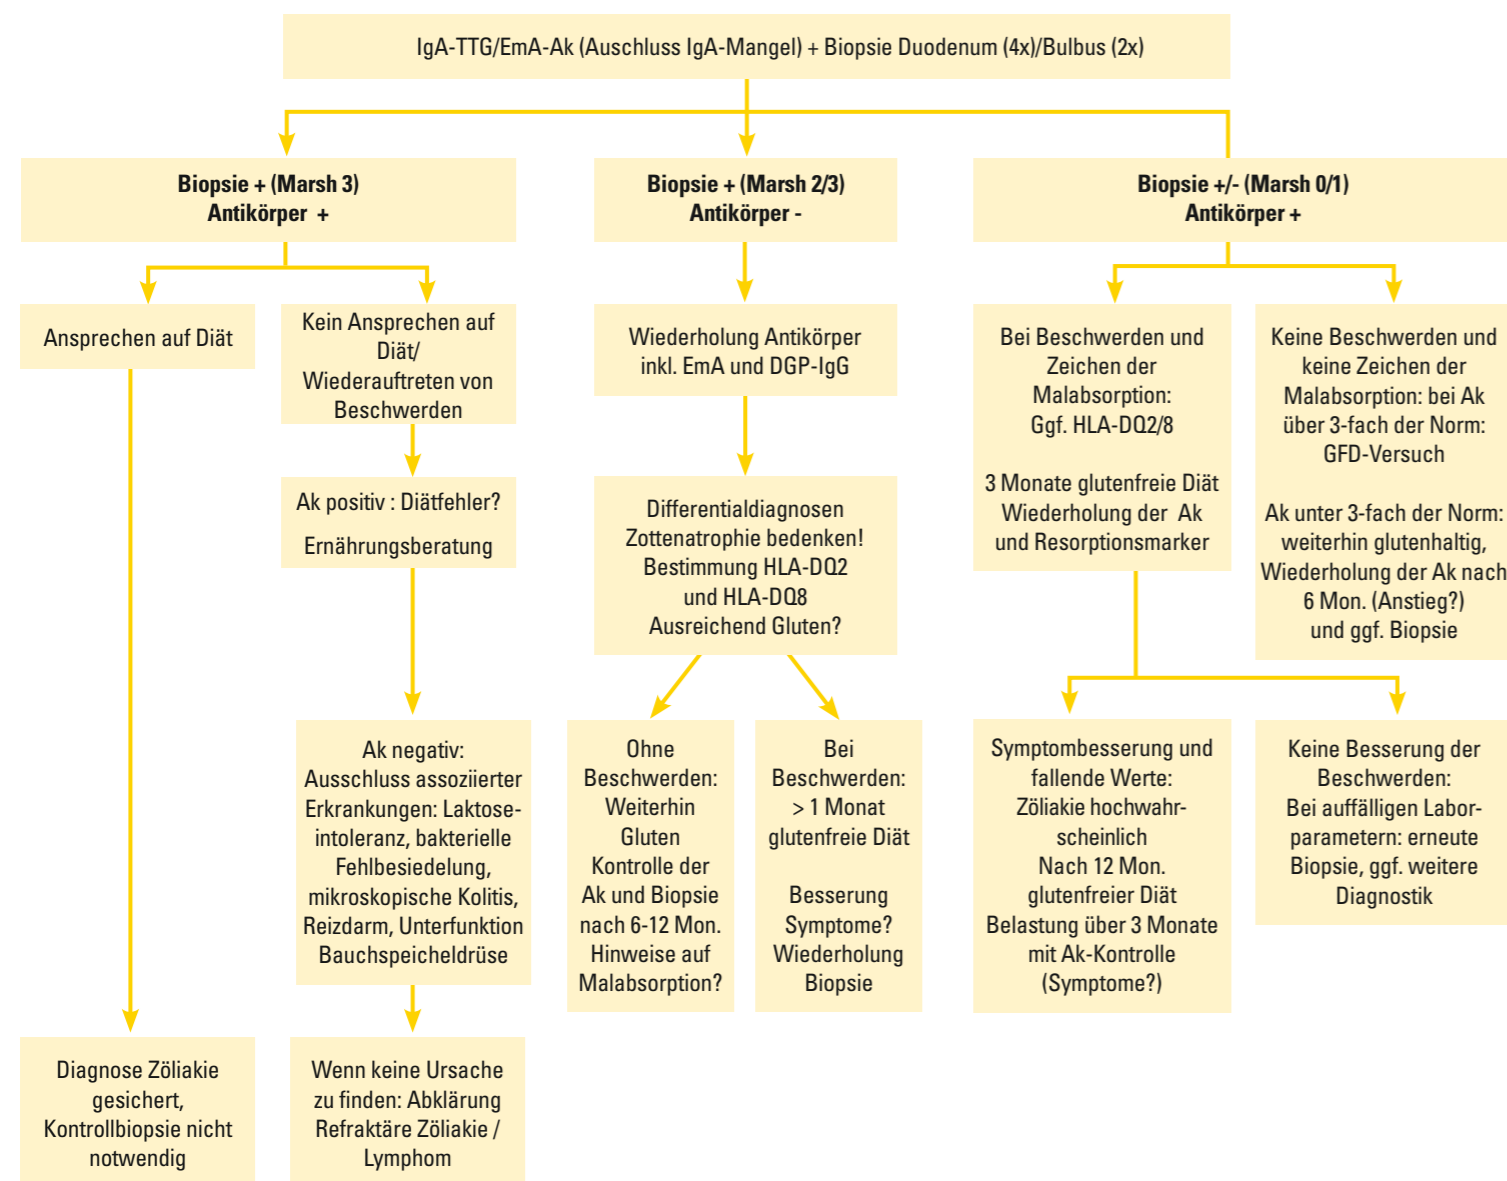 IgA-TTG/EmA-Ak (Auschluss IgA-Mangel) + Biopsie Duodenum (4x)/Bulbus (2x)
Biopsie + (Marsh 3)
Antikörper +
Biopsie + (Marsh 2/3)
Antikörper -
Biopsie +/- (Marsh 0/1)
Antikörper +
Ansprechen auf Diät
Kein Ansprechen auf
Diät/
Wiederauftreten von
Beschwerden
Wiederholung Antikörper
inkl. EmA und DGP-IgG
Bei Beschwerden und
Zeichen der
Malabsorption:
Ggf. HLA-DQ2/8
3 Monate glutenfreie Diät
Wiederholung der Ak
und Resorptionsmarker
Keine Beschwerden und
keine Zeichen der
Malabsorption: bei Ak
über 3-fach der Norm:
GFD-Versuch
Ak unter 3-fach der Norm:
weiterhin glutenhaltig,
Wiederholung der Ak nach
6 Mon. (Anstieg?)
und ggf. Biopsie
Ak positiv : Diätfehler?
Ernährungsberatung
Differentialdiagnosen
Zottenatrophie bedenken!
Bestimmung HLA-DQ2
und HLA-DQ8
Ausreichend Gluten?
Ak negativ:
Ausschluss assoziierter
Erkrankungen: Laktose-
intoleranz, bakterielle
Fehlbesiedelung,
mikroskopische Kolitis,
Reizdarm, Unterfunktion
Bauchspeicheldrüse
Ohne
Beschwerden:
Weiterhin
Gluten
Kontrolle der
Ak und Biopsie
nach 6-12 Mon.
Hinweise auf
Malabsorption?
Bei
Beschwerden:
> 1 Monat
glutenfreie Diät
Besserung
Symptome?
Wiederholung
Biopsie
Symptombesserung und
fallende Werte:
Zöliakie hochwahr-
scheinlich
Nach 12 Mon.
glutenfreier Diät
Belastung über 3 Monate
mit Ak-Kontrolle
(Symptome?)
Keine Besserung der
Beschwerden:
Bei auffälligen Labor-
parametern: erneute
Biopsie, ggf. weitere
Diagnostik
Diagnose Zöliakie
gesichert,
Kontrollbiopsie nicht
notwendig
Wenn keine Ursache
zu finden: Abklärung
Refraktäre Zöliakie /
Lymphom